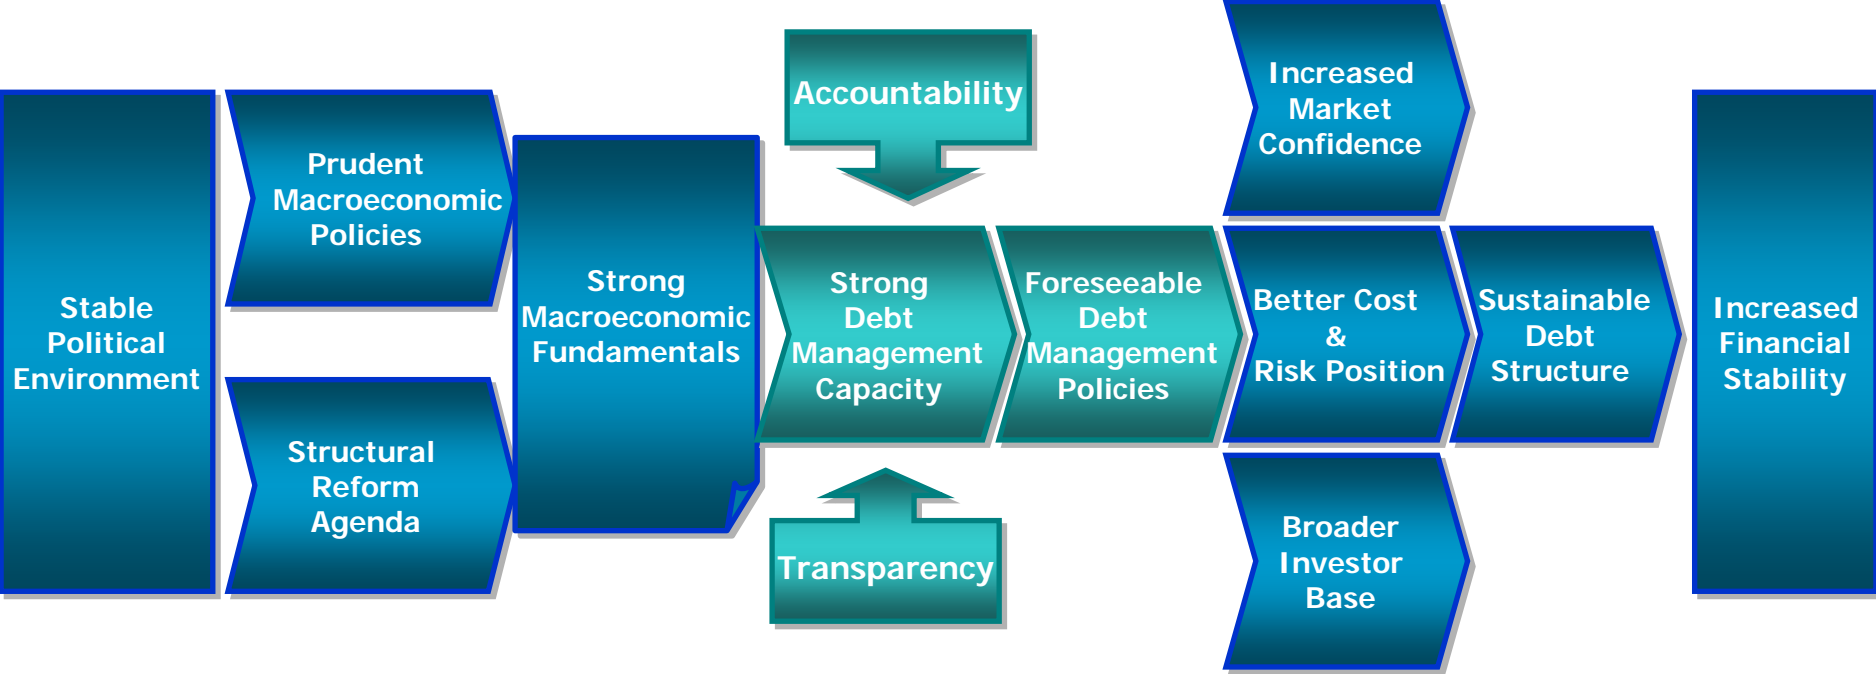 Stable
Political
Environment
Prudent
Macroeconomic
Policies
Structural
Reform
Agenda
Strong
Macroeconomic
Fundamentals
Accountability
Strong
Debt
Management
Capacity
Transparency
Foreseeable
Debt
Management
Policies
Increased
Market
Confidence
Better Cost
&
Risk Position
Broader
Investor
Base
Sustainable
Debt
Structure
Increased
Financial
Stability